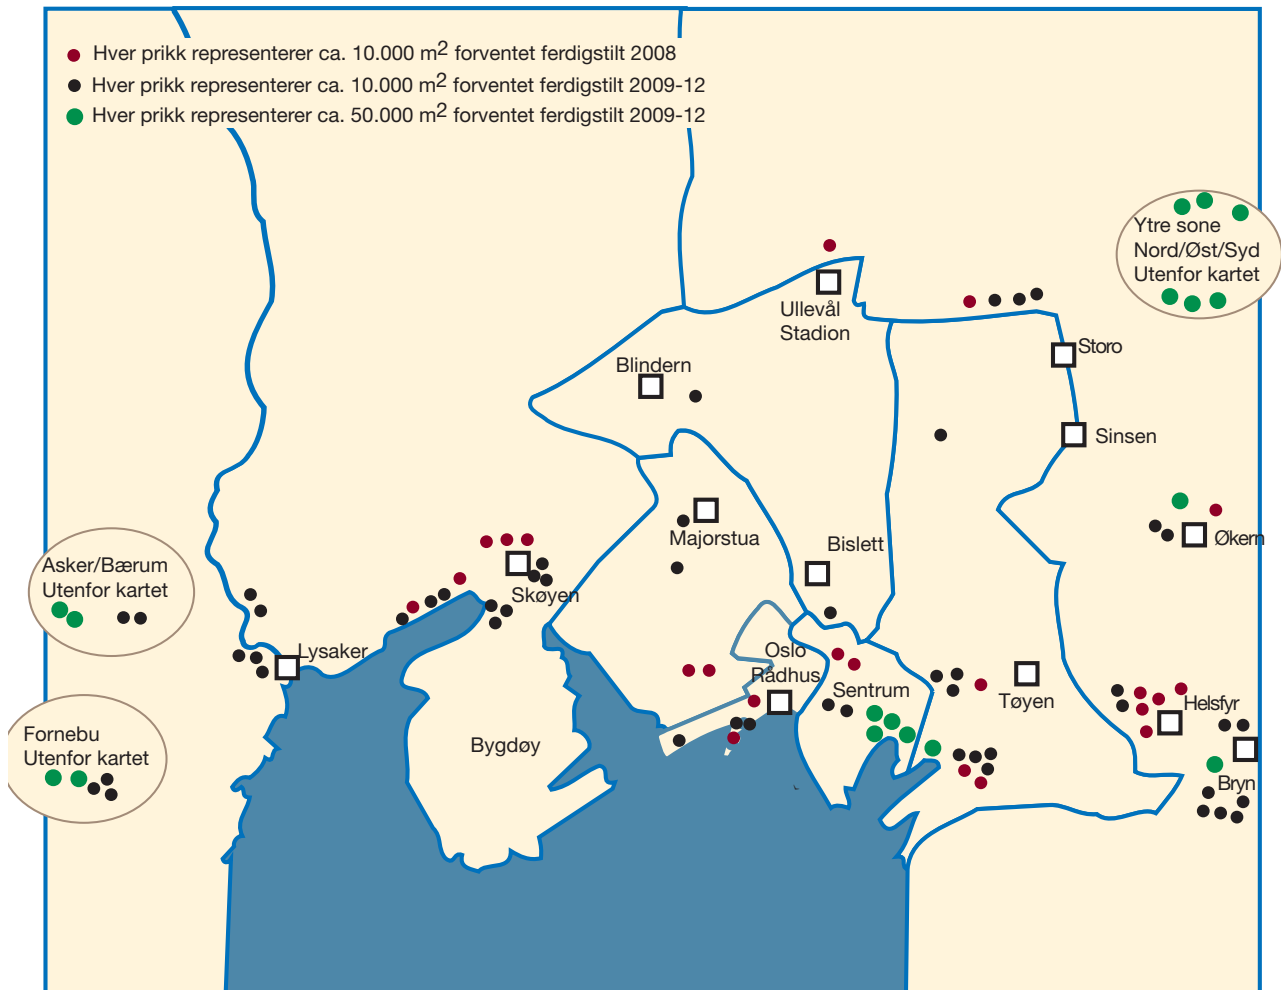 Hver prikk representerer ca. 10.000 m2 forventet ferdigstilt 2008
Hver prikk representerer ca. 10.000 m2 forventet ferdigstilt 2009-12
Hver prikk representerer ca. 50.000 m2 forventet ferdigstilt 2009-12
Ytre sone
Nord/Øst/Syd
Utenfor kartet
Ullevål
Stadion
Storo
Blindern
Sinsen
Majorstua
Økern
Bislett
Asker/Bærum
Utenfor kartet
Skøyen
Lysaker
Oslo
Rådhus
Sentrum
Tøyen
Helsfyr
Fornebu
Utenfor kartet
Bygdøy
Bryn